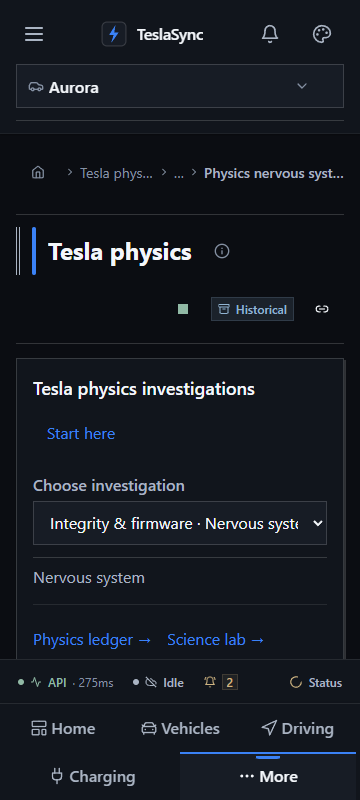 TeslaSync
Aurora
Tesla phys... > ... > Physics nervous syst...
Tesla physics
Historical
Tesla physics investigations
Start here
Choose investigation
Integrity & firmware · Nervous syste
Nervous system
Physics ledger → Science lab →
API · 275ms Idle 2 Status
Home Vehicles Driving
Charging More